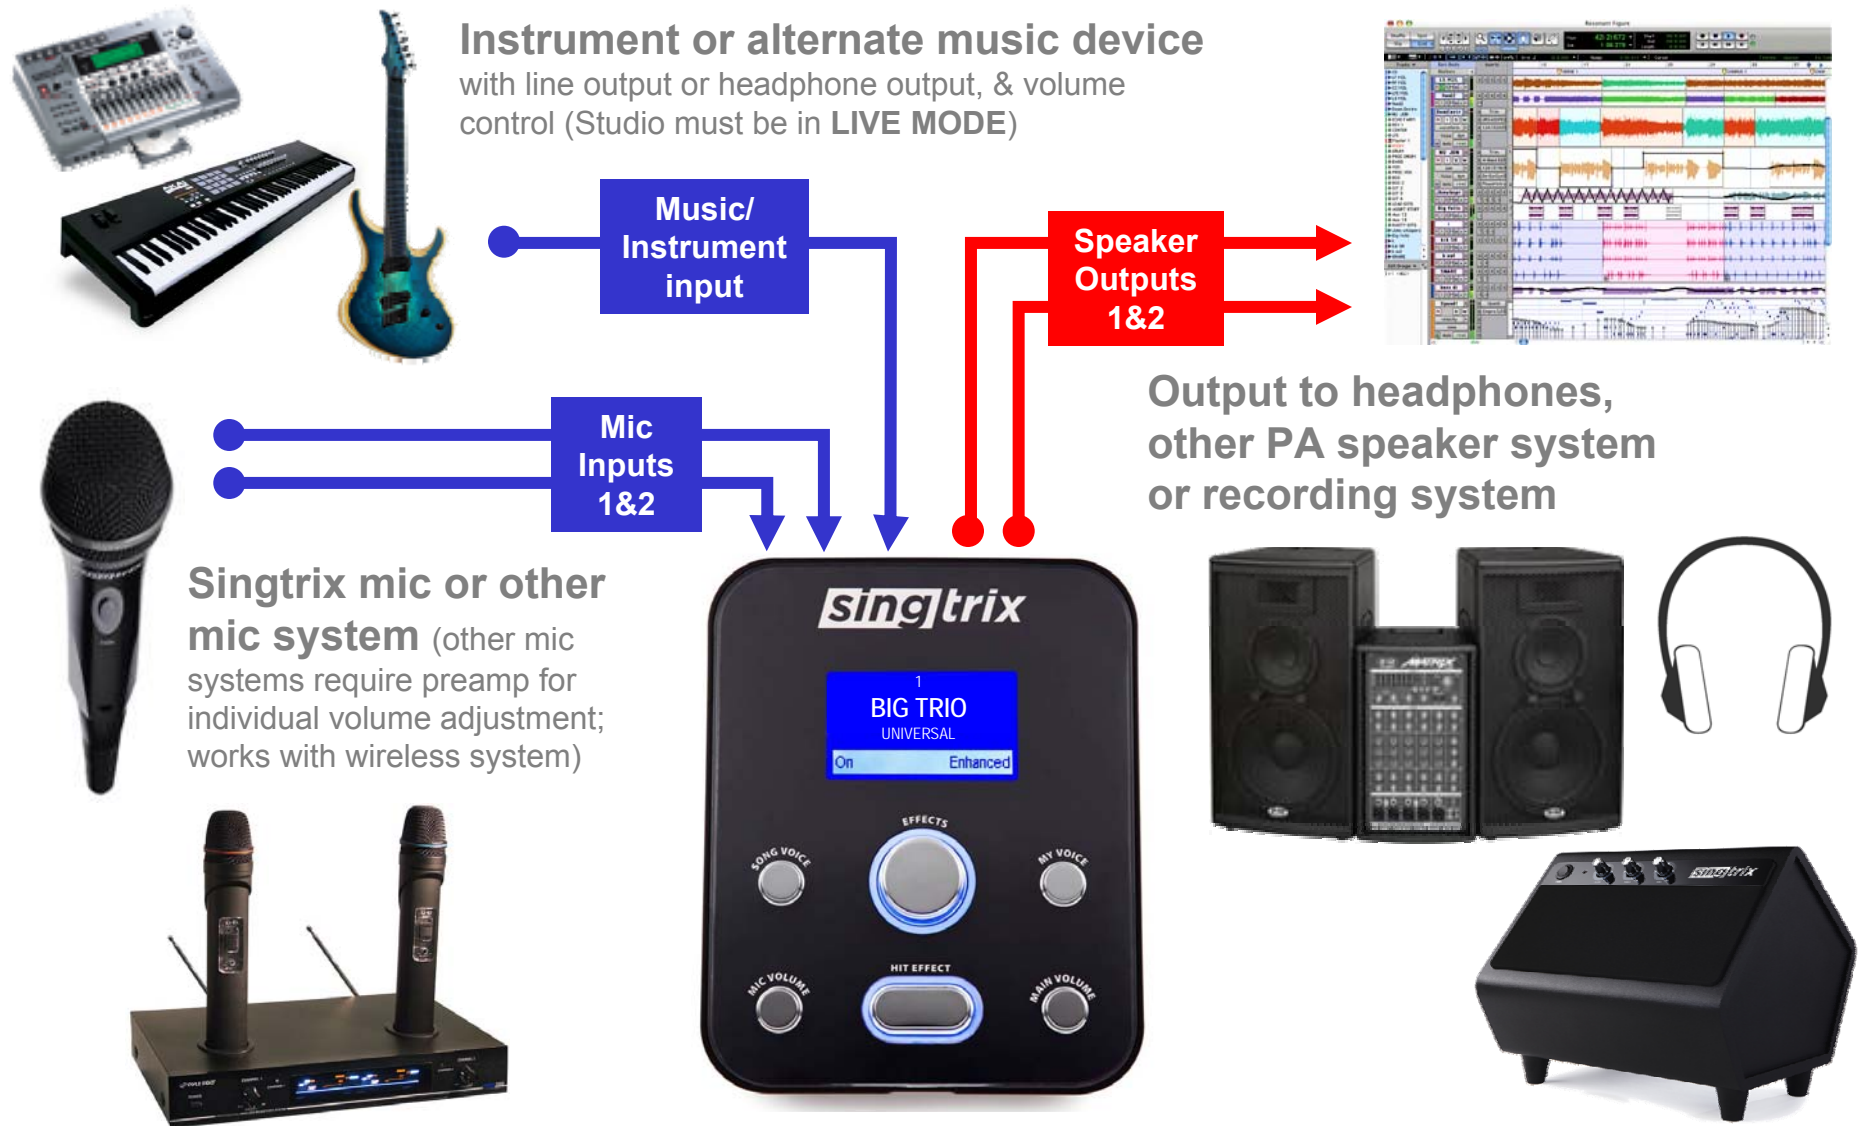 Instrument or alternate music device
with line output or headphone output, & volume
control (Studio must be in LIVE MODE)
AKAI
Music/
Instrument
input
Speaker
Outputs
1&2
Mic
Inputs
1&2
Output to headphones,
other PA speaker system
or recording system
Singtrix mic or other
mic system (other mic
systems require preamp for
individual volume adjustment;
works with wireless system)
singtrix
1
BIG TRIO
UNIVERSAL
On Enhanced
EFFECTS
SONG VOICE
MY VOICE
HIT EFFECT
MIC VOLUME
MAIN VOLUME
MATRIX
singtrix